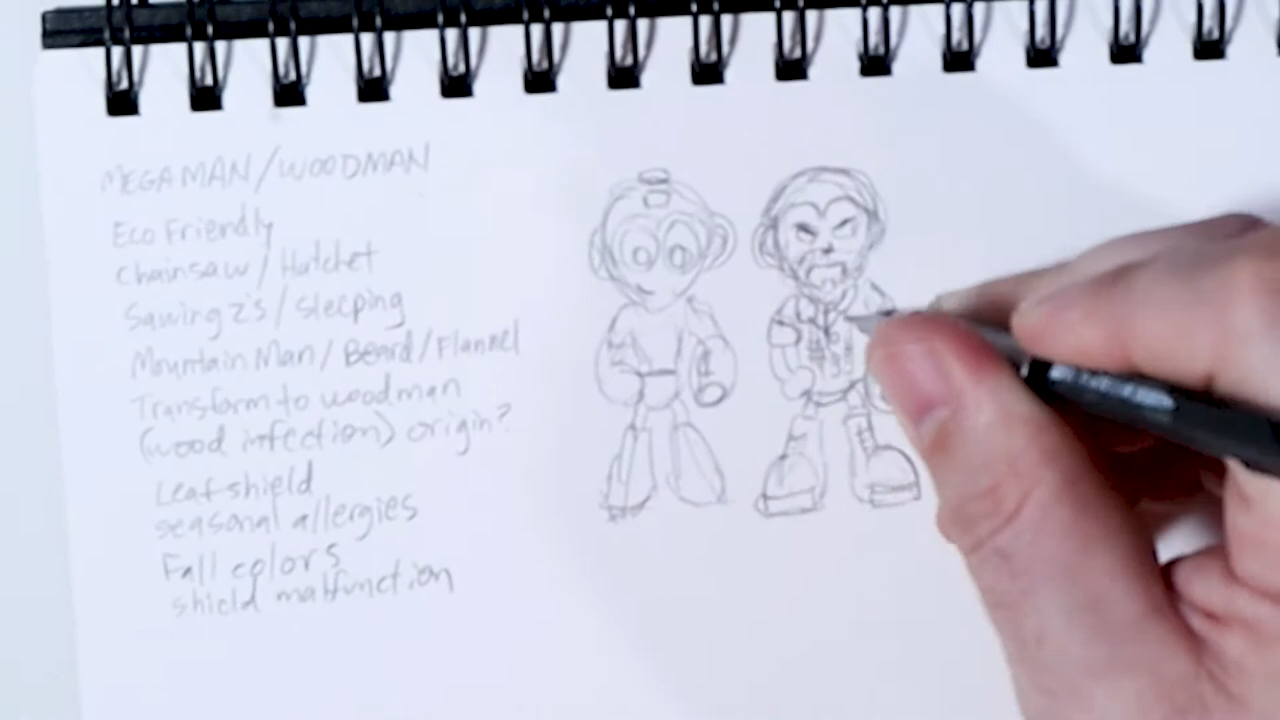 MEGAMAN/WOODMAN
Eco Friendly
Chainsaw/Hatchet
Sawing z's/sleeping
Mountain Man/Beard/Flannel
Transform to woodman
(wood infection) origin?
Leaf shield
seasonal allergies
Fall colors
shield malfunction